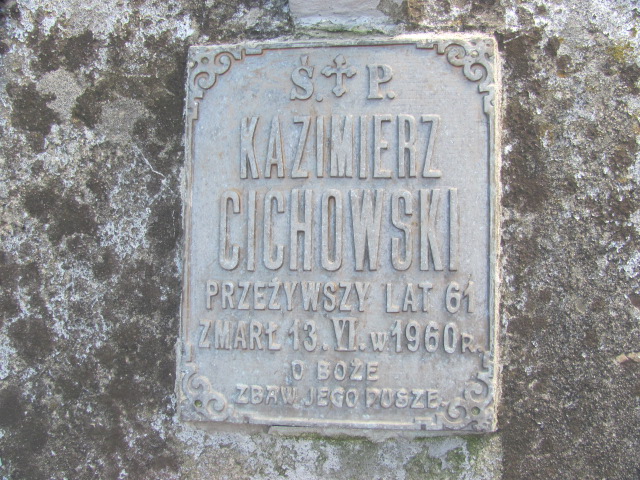 Ś. P.
KAZIMIERZ
CICHOWSKI
PRZEŻYWSZY LAT 61
ZMARŁ 13. VI. w 1960 R.
O BOŻE
ZBAW JEGO DUSZE